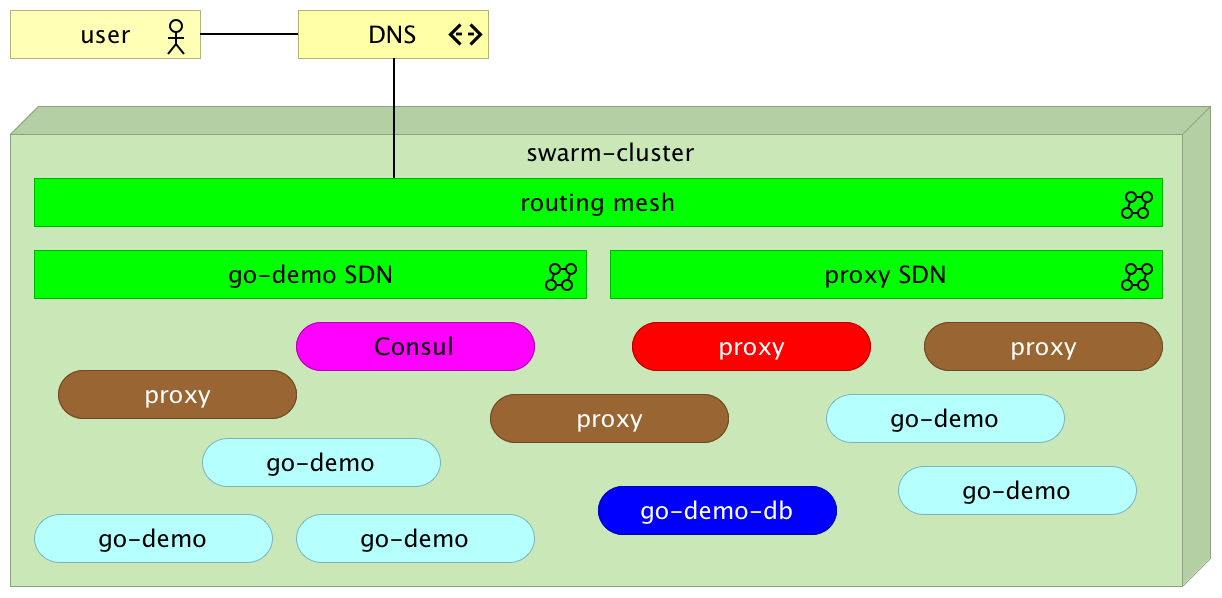 user
DNS
swarm-cluster
routing mesh
go-demo SDN
proxy SDN
Consul
proxy
proxy
proxy
proxy
go-demo
go-demo
go-demo
go-demo-db
go-demo
go-demo